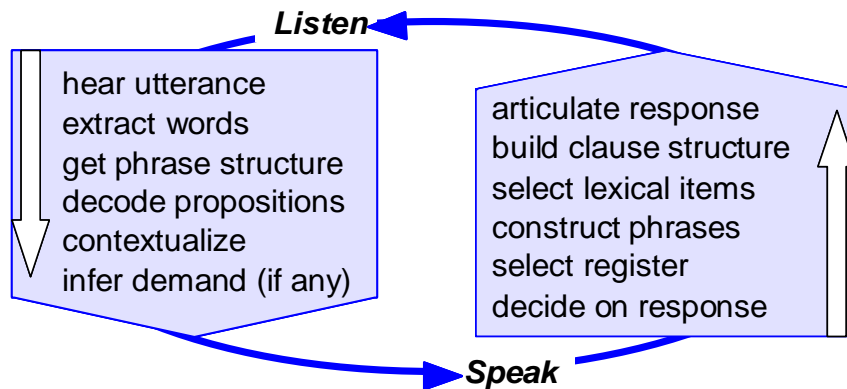 Listen
hear utterance
extract words
get phrase structure
decode propositions
contextualize
infer demand (if any)
articulate response
build clause structure
select lexical items
construct phrases
select register
decide on response
Speak